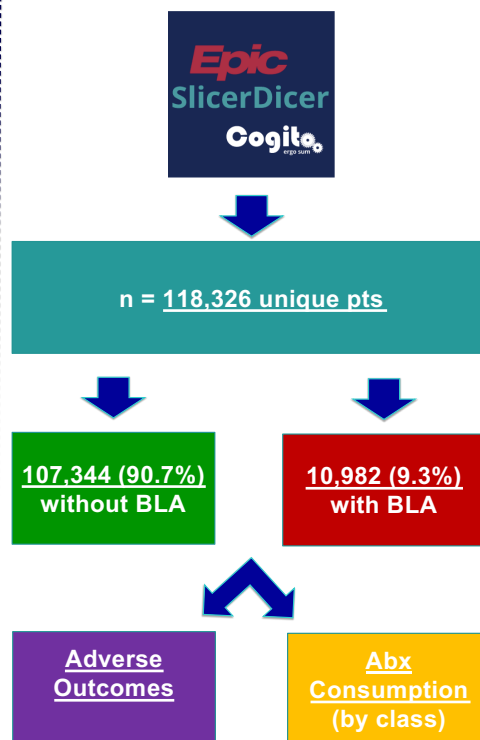 Epic
SlicerDicer
Cogito
ergo sum
n = 118,326 unique pts
107,344 (90.7%)
without BLA
10,982 (9.3%)
with BLA
Adverse
Outcomes
Abx
Consumption
(by class)